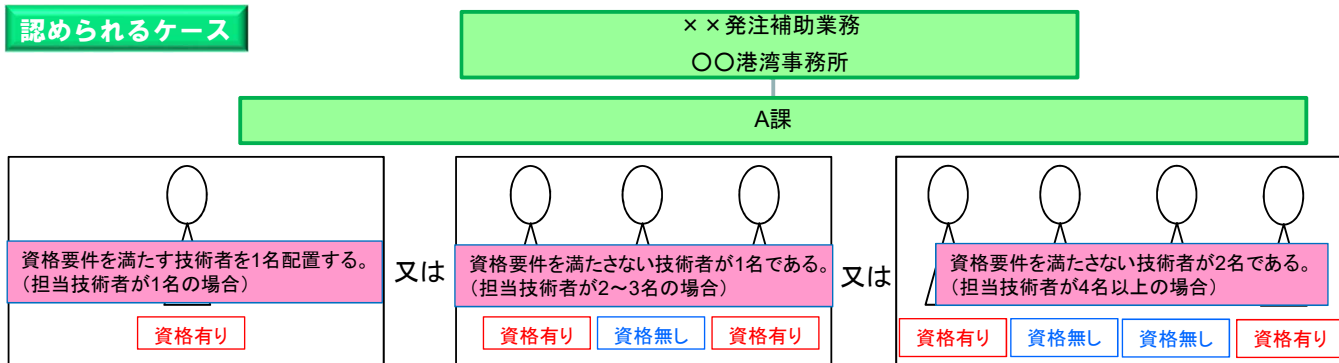 認められるケース
××発注補助業務
〇〇港湾事務所
A課
資格要件を満たす技術者を1名配置する。
（担当技術者が1名の場合）
資格有り
又は
資格要件を満たさない技術者が1名である。
（担当技術者が2～3名の場合）
資格有り 資格無し 資格有り
又は
資格要件を満たさない技術者が2名である。
（担当技術者が4名以上の場合）
資格有り 資格無し 資格無し 資格有り